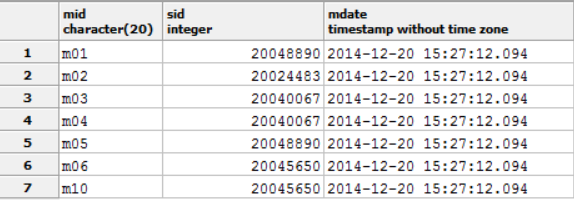 mid sid mdate
character(20) integer timestamp without time zone
1 m01 20048890 2014-12-20 15:27:12.094
2 m02 20024483 2014-12-20 15:27:12.094
3 m03 20040067 2014-12-20 15:27:12.094
4 m04 20040067 2014-12-20 15:27:12.094
5 m05 20048890 2014-12-20 15:27:12.094
6 m06 20045650 2014-12-20 15:27:12.094
7 m10 20045650 2014-12-20 15:27:12.094